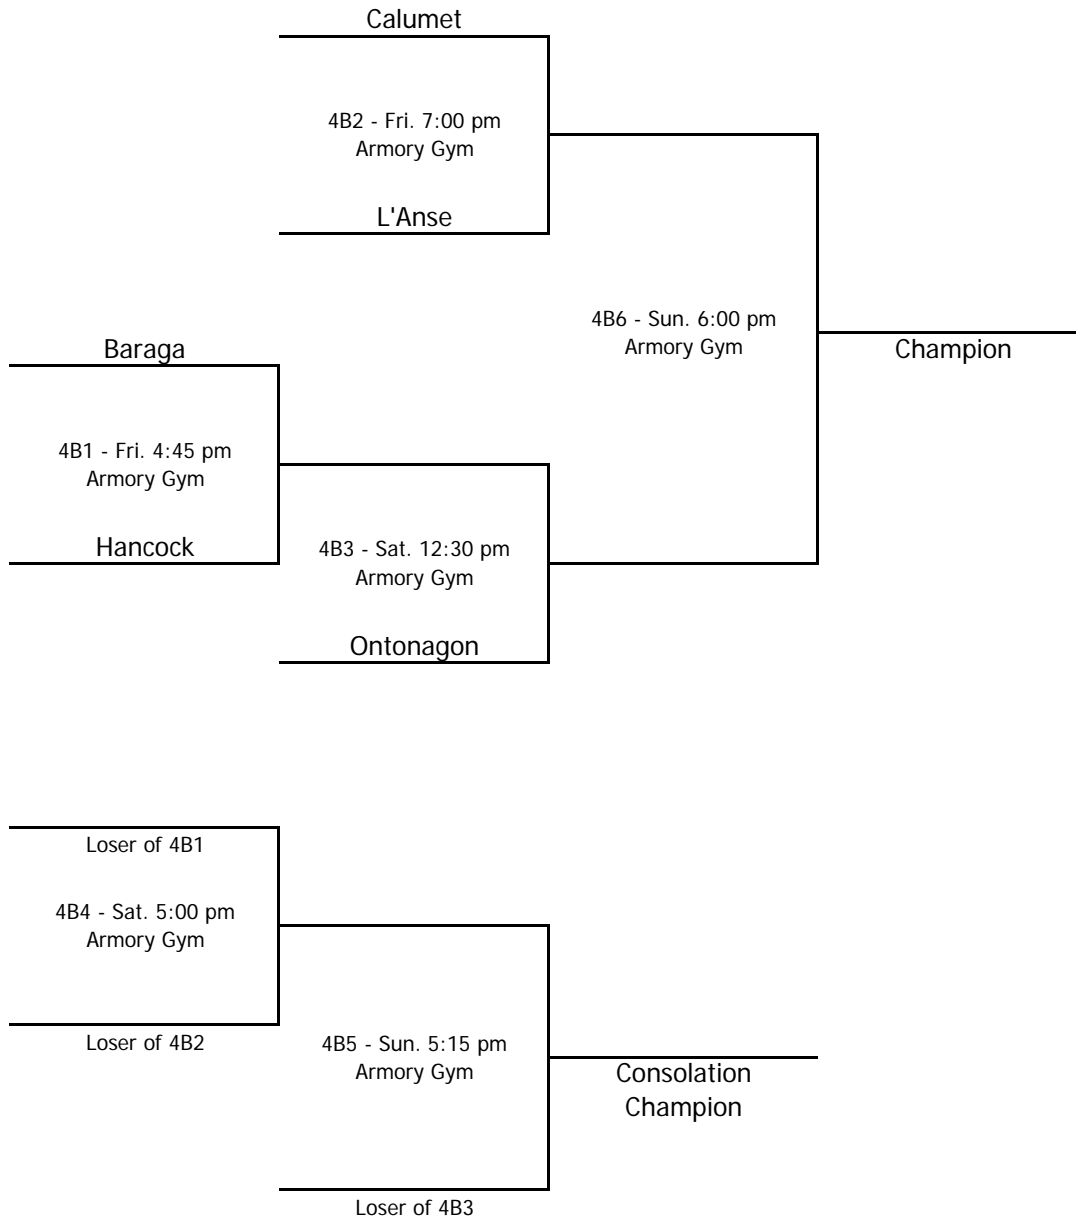 Calumet
4B2 - Fri. 7:00 pm
Armory Gym
L'Anse
4B6 - Sun. 6:00 pm
Armory Gym
Champion
Baraga
4B1 - Fri. 4:45 pm
Armory Gym
Hancock
4B3 - Sat. 12:30 pm
Armory Gym
Ontonagon
Loser of 4B1
4B4 - Sat. 5:00 pm
Armory Gym
Loser of 4B2
4B5 - Sun. 5:15 pm
Armory Gym
Consolation
Champion
Loser of 4B3